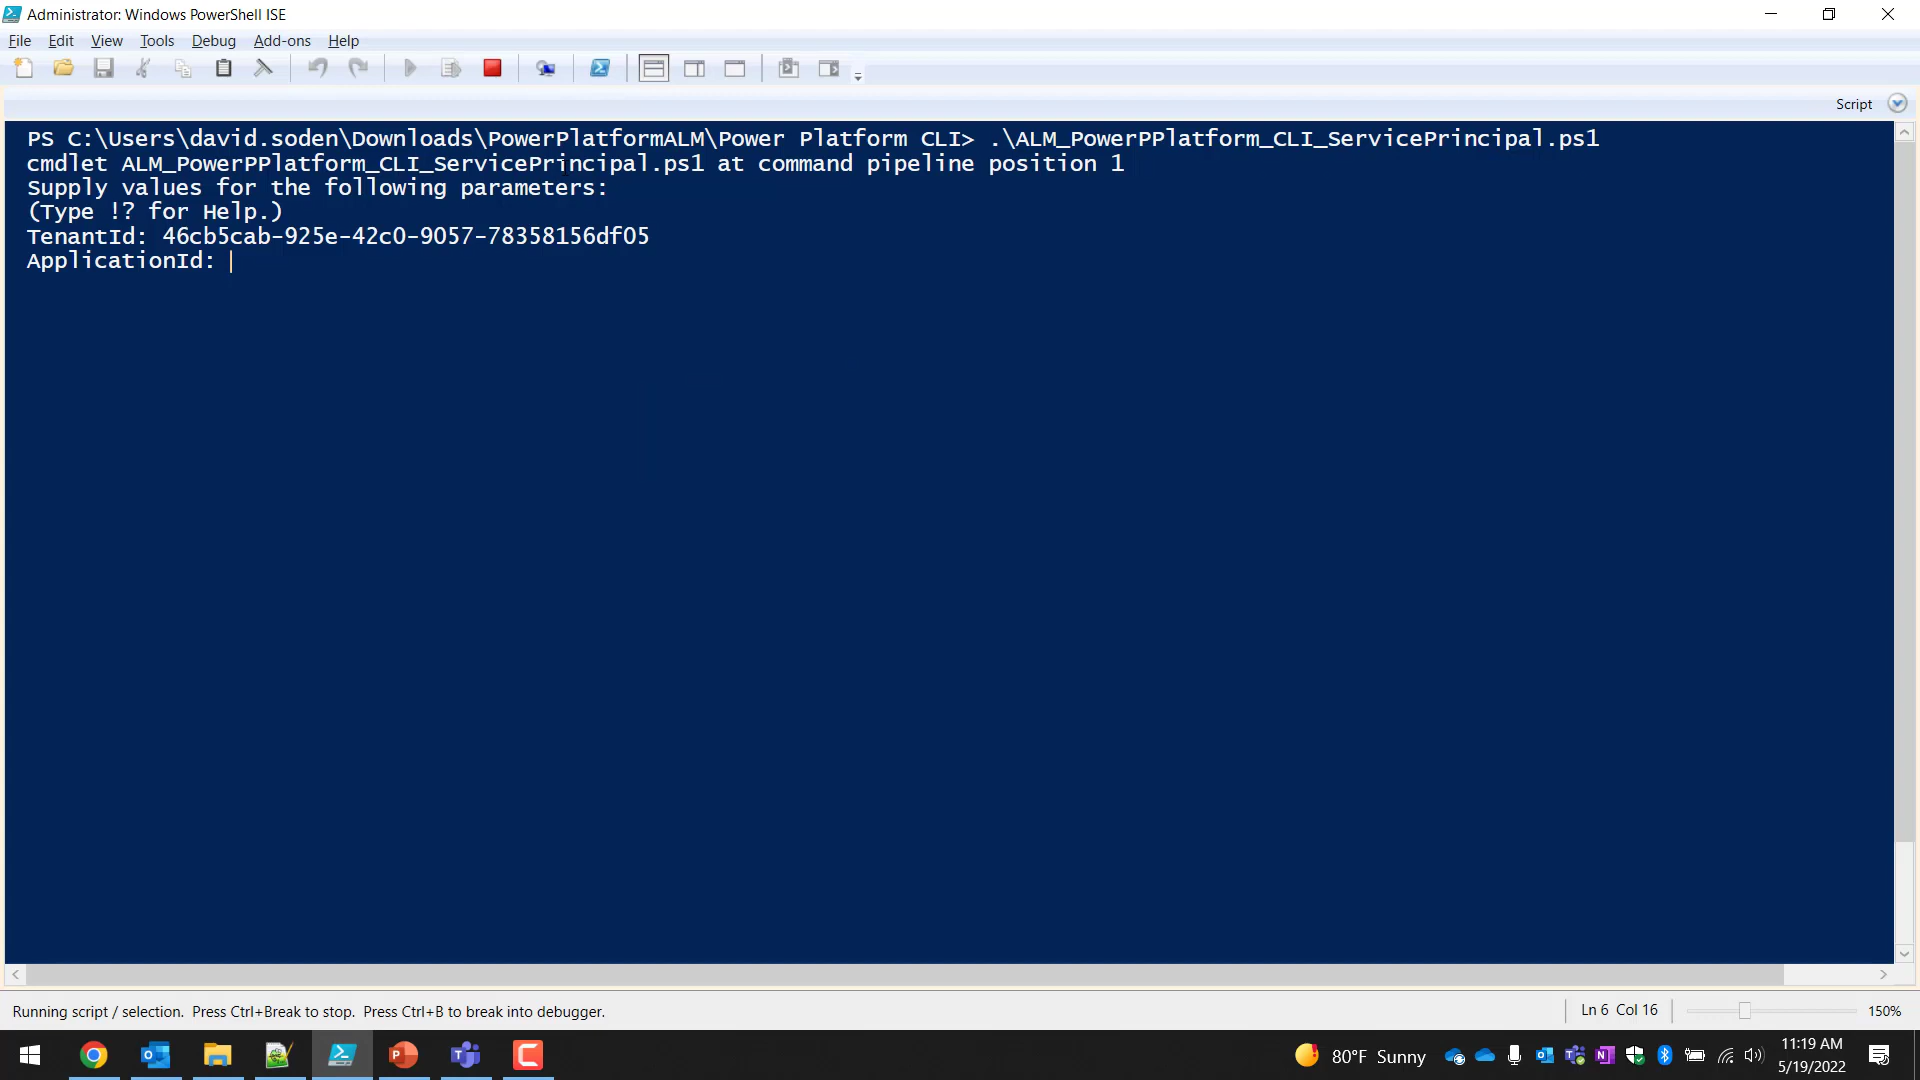 Administrator: Windows PowerShell ISE
File Edit View Tools Debug Add-ons Help
Script
PS C:\Users\david.soden\Downloads\PowerPlatformALM\Power Platform CLI> .\ALM_PowerPPlatform_CLI_ServicePrincipal.ps1
cmdlet ALM_PowerPPlatform_CLI_ServicePrincipal.ps1 at command pipeline position 1
Supply values for the following parameters:
(Type !? for Help.)
TenantId: 46cb5cab-925e-42c0-9057-78358156df05
ApplicationId:
Running script / selection. Press Ctrl+Break to stop. Press Ctrl+B to break into debugger.
Ln 6 Col 16
150%
80°F Sunny
11:19 AM
5/19/2022